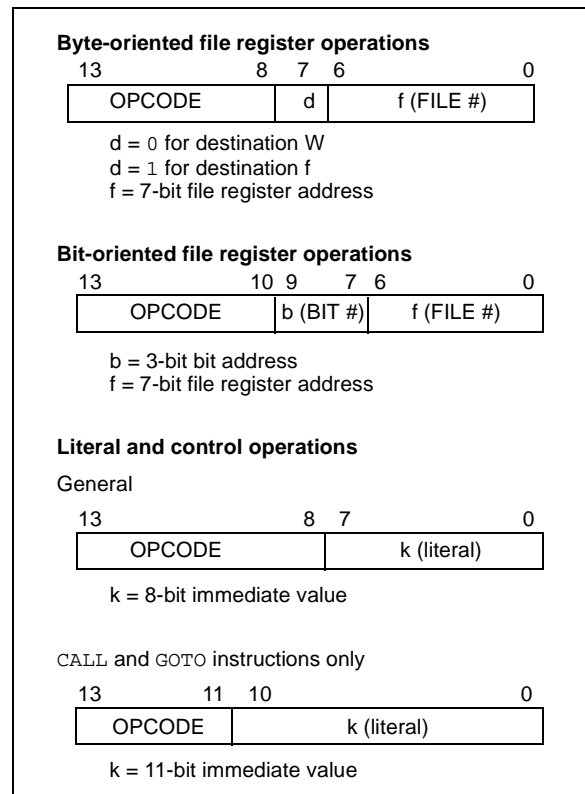 Byte-oriented file register operations
13 8 7 6 0
OPCODE d f (FILE #)
d = 0 for destination W
d = 1 for destination f
f = 7-bit file register address
Bit-oriented file register operations
13 10 9 7 6 0
OPCODE b (BIT #) f (FILE #)
b = 3-bit bit address
f = 7-bit file register address
Literal and control operations
General
13 8 7 0
OPCODE k (literal)
k = 8-bit immediate value
CALL and GOTO instructions only
13 11 10 0
OPCODE k (literal)
k = 11-bit immediate value